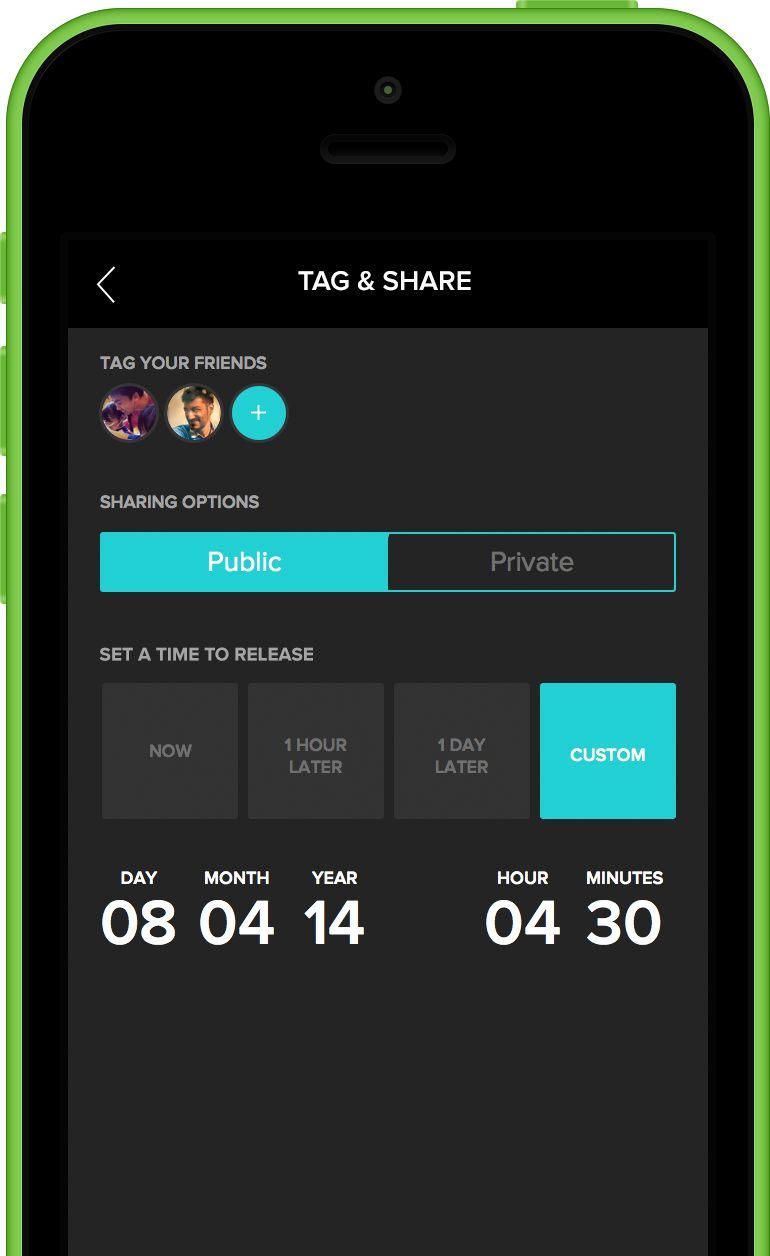 TAG & SHARE
TAG YOUR FRIENDS
+
SHARING OPTIONS
Public Private
SET A TIME TO RELEASE
NOW
1 HOUR
LATER
1 DAY
LATER
CUSTOM
DAY MONTH YEAR HOUR MINUTES
08 04 14 04 30